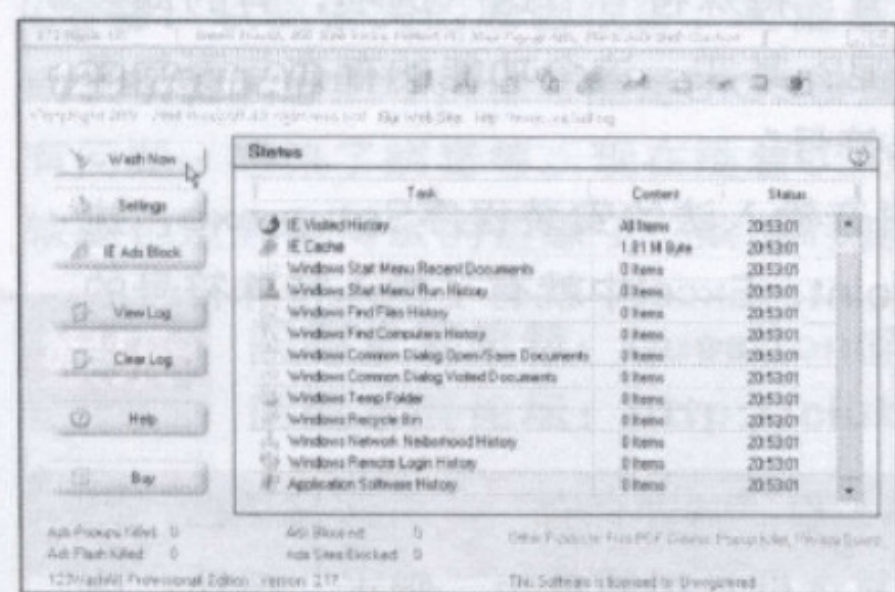 Wash Now
Settings
IE Ads Block
View Log
Clear Log
Help
Buy
Status
Task Content Status
IE Visited History All Items 20:53:01
IE Cache 1.81 M Byte 20:53:01
Windows Start Menu Recent Documents 0 Items 20:53:01
Windows Start Menu Run History 0 Items 20:53:01
Windows Find Files History 0 Items 20:53:01
Windows Find Computers History 0 Items 20:53:01
Windows Common Dialog Open/Save Documents 0 Items 20:53:01
Windows Common Dialog Visited Documents 0 Items 20:53:01
Windows Temp Folder 0 Items 20:53:01
Windows Recycle Bin 0 Items 20:53:01
Windows Network Neiborhood History 0 Items 20:53:01
Windows Remote Login History 0 Items 20:53:01
Application Software History 0 Items 20:53:01
Ads Popups Killed: 0 Ads Blocked: 0
Ads Flash Killed: 0 Ads Sites Blocked: 0
Professional Edition version 2.17 This Software is licensed to: Unregistered